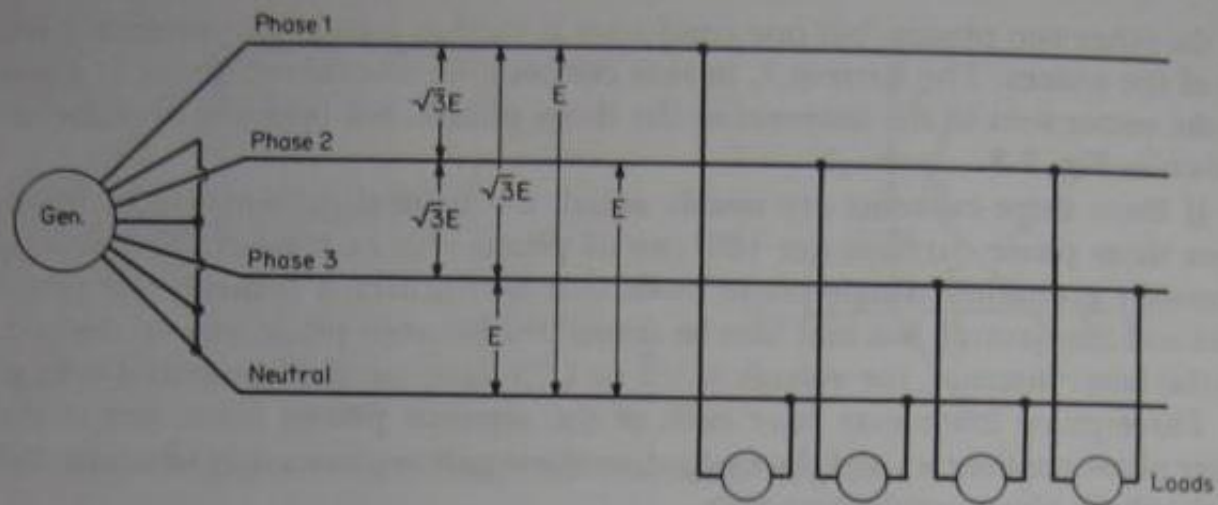 Phase 1
√3E
E
Phase 2
√3E
√3E
E
Gen.
Phase 3
E
Neutral
Loads